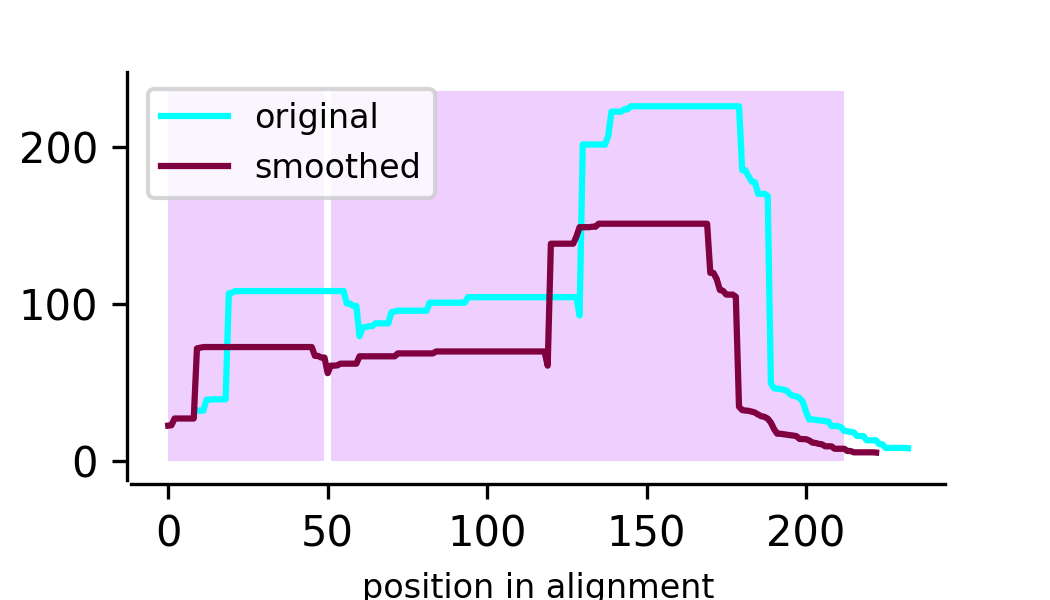 original
smoothed
200
100
0
0 50 100 150 200
position in alignment